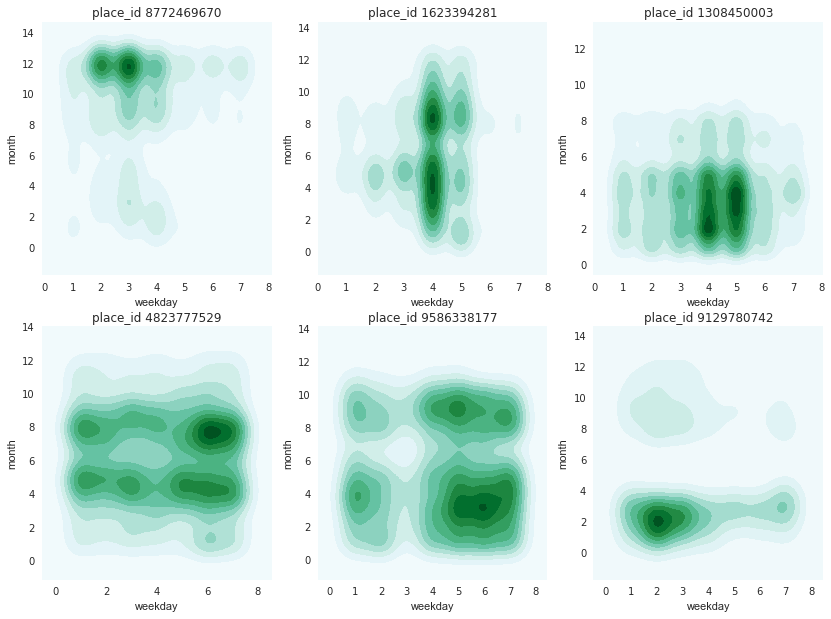 place_id 8772469670
14
12
10
8
6
4
2
0
month
0 1 2 3 4 5 6 7 8
weekday
place_id 1623394281
14
12
10
8
6
4
2
0
month
0 1 2 3 4 5 6 7 8
weekday
place_id 1308450003
12
10
8
6
4
2
0
month
0 1 2 3 4 5 6 7 8
weekday
place_id 4823777529
14
12
10
8
6
4
2
0
month
0 2 4 6 8
weekday
place_id 9586338177
14
12
10
8
6
4
2
0
month
0 1 2 3 4 5 6 7 8
weekday
place_id 9129780742
14
12
10
8
6
4
2
0
month
0 1 2 3 4 5 6 7 8
weekday